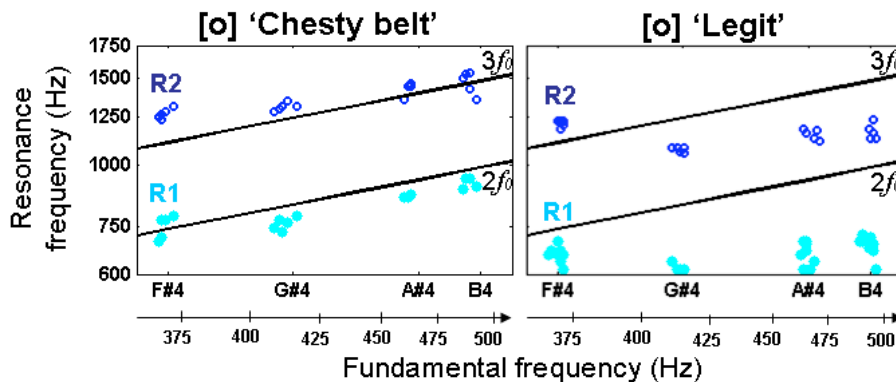 [o] ‘Chesty belt’
[o] ‘Legit’
Resonance
frequency (Hz)
1750
1500
1250
1000
750
600
R2
R1
3f₀
2f₀
F#4 G#4 A#4 B4
375 400 425 450 475 500
R2
R1
3f₀
2f₀
F#4 G#4 A#4 B4
375 400 425 450 475 500
Fundamental frequency (Hz)